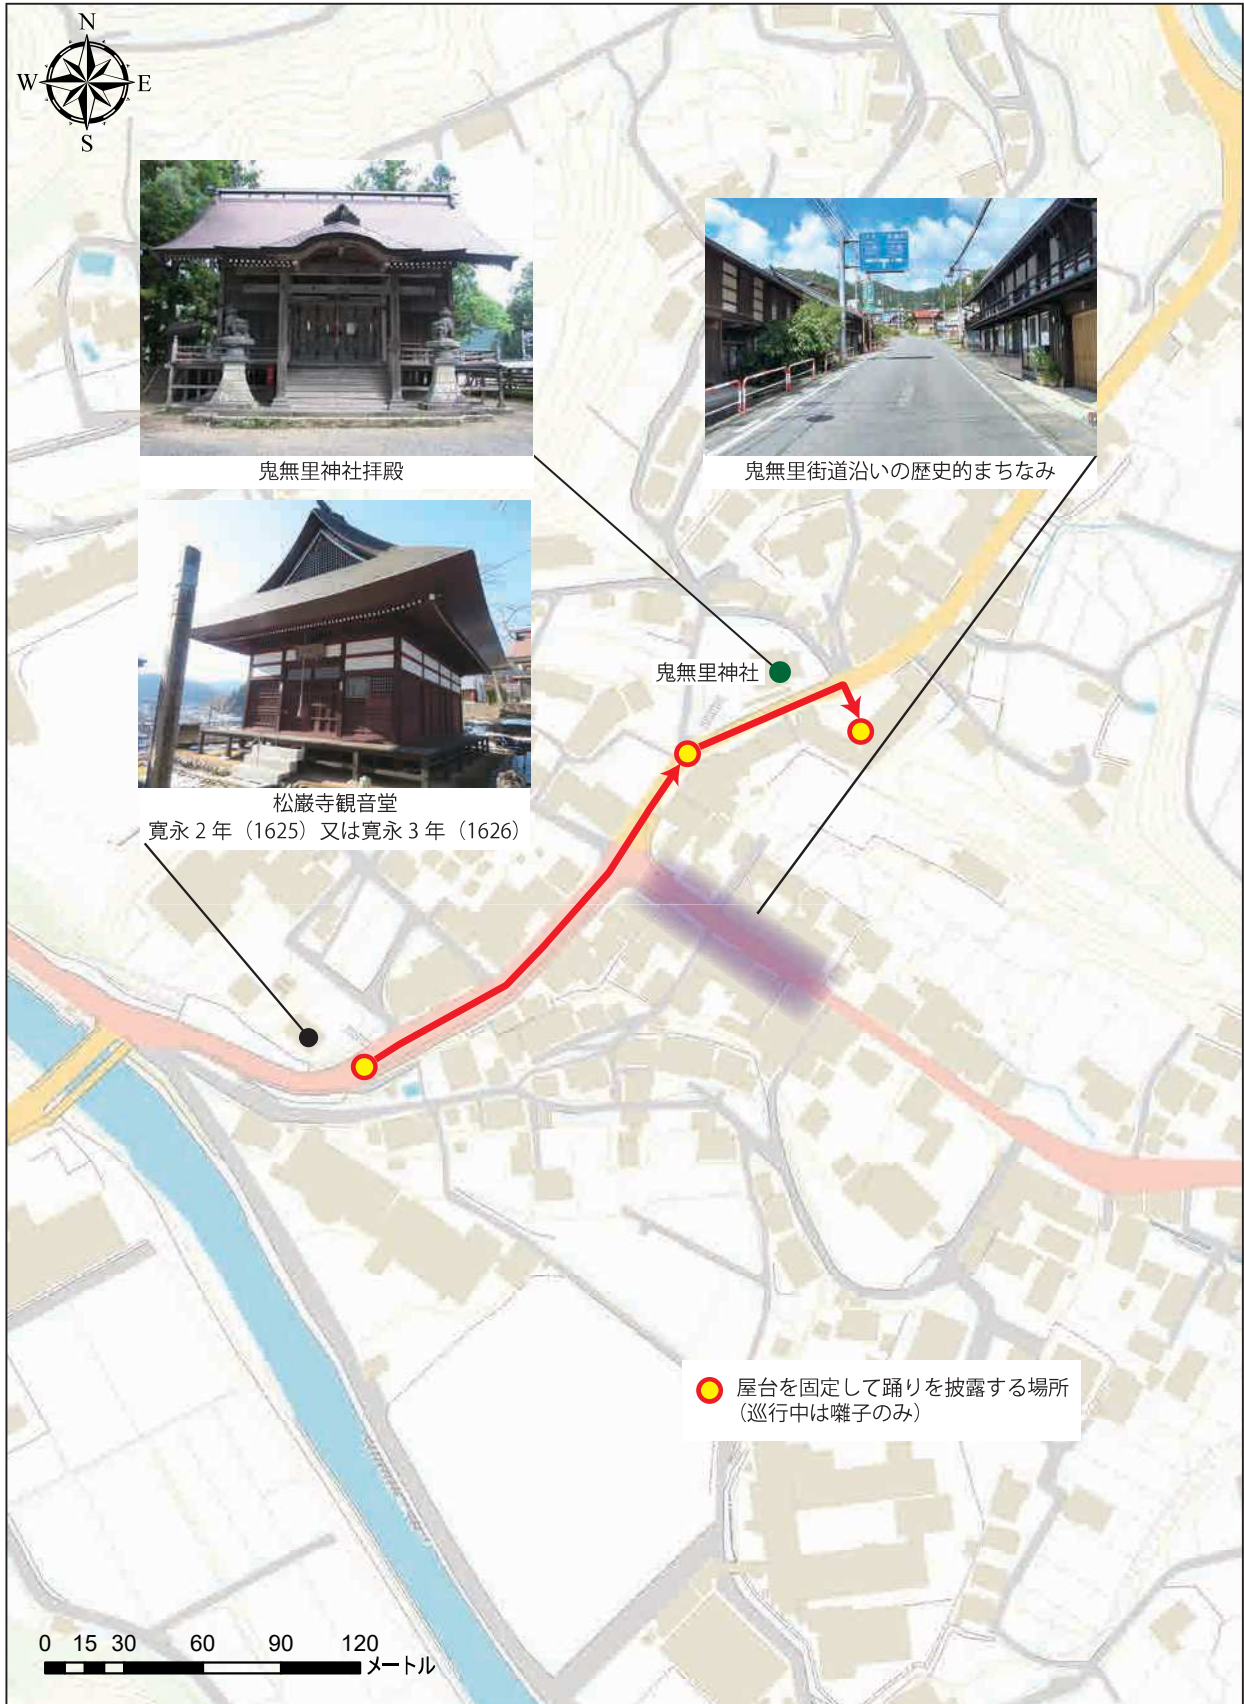 N
W
E
S
鬼無里神社拝殿
鬼無里街道沿いの歴史的まちなみ
松巌寺観音堂
寛永 2 年（1625）又は寛永 3 年（1626）
鬼無里神社
屋台を固定して踊りを披露する場所
（巡行中は囃子のみ）
0 15 30 60 90 120
メートル